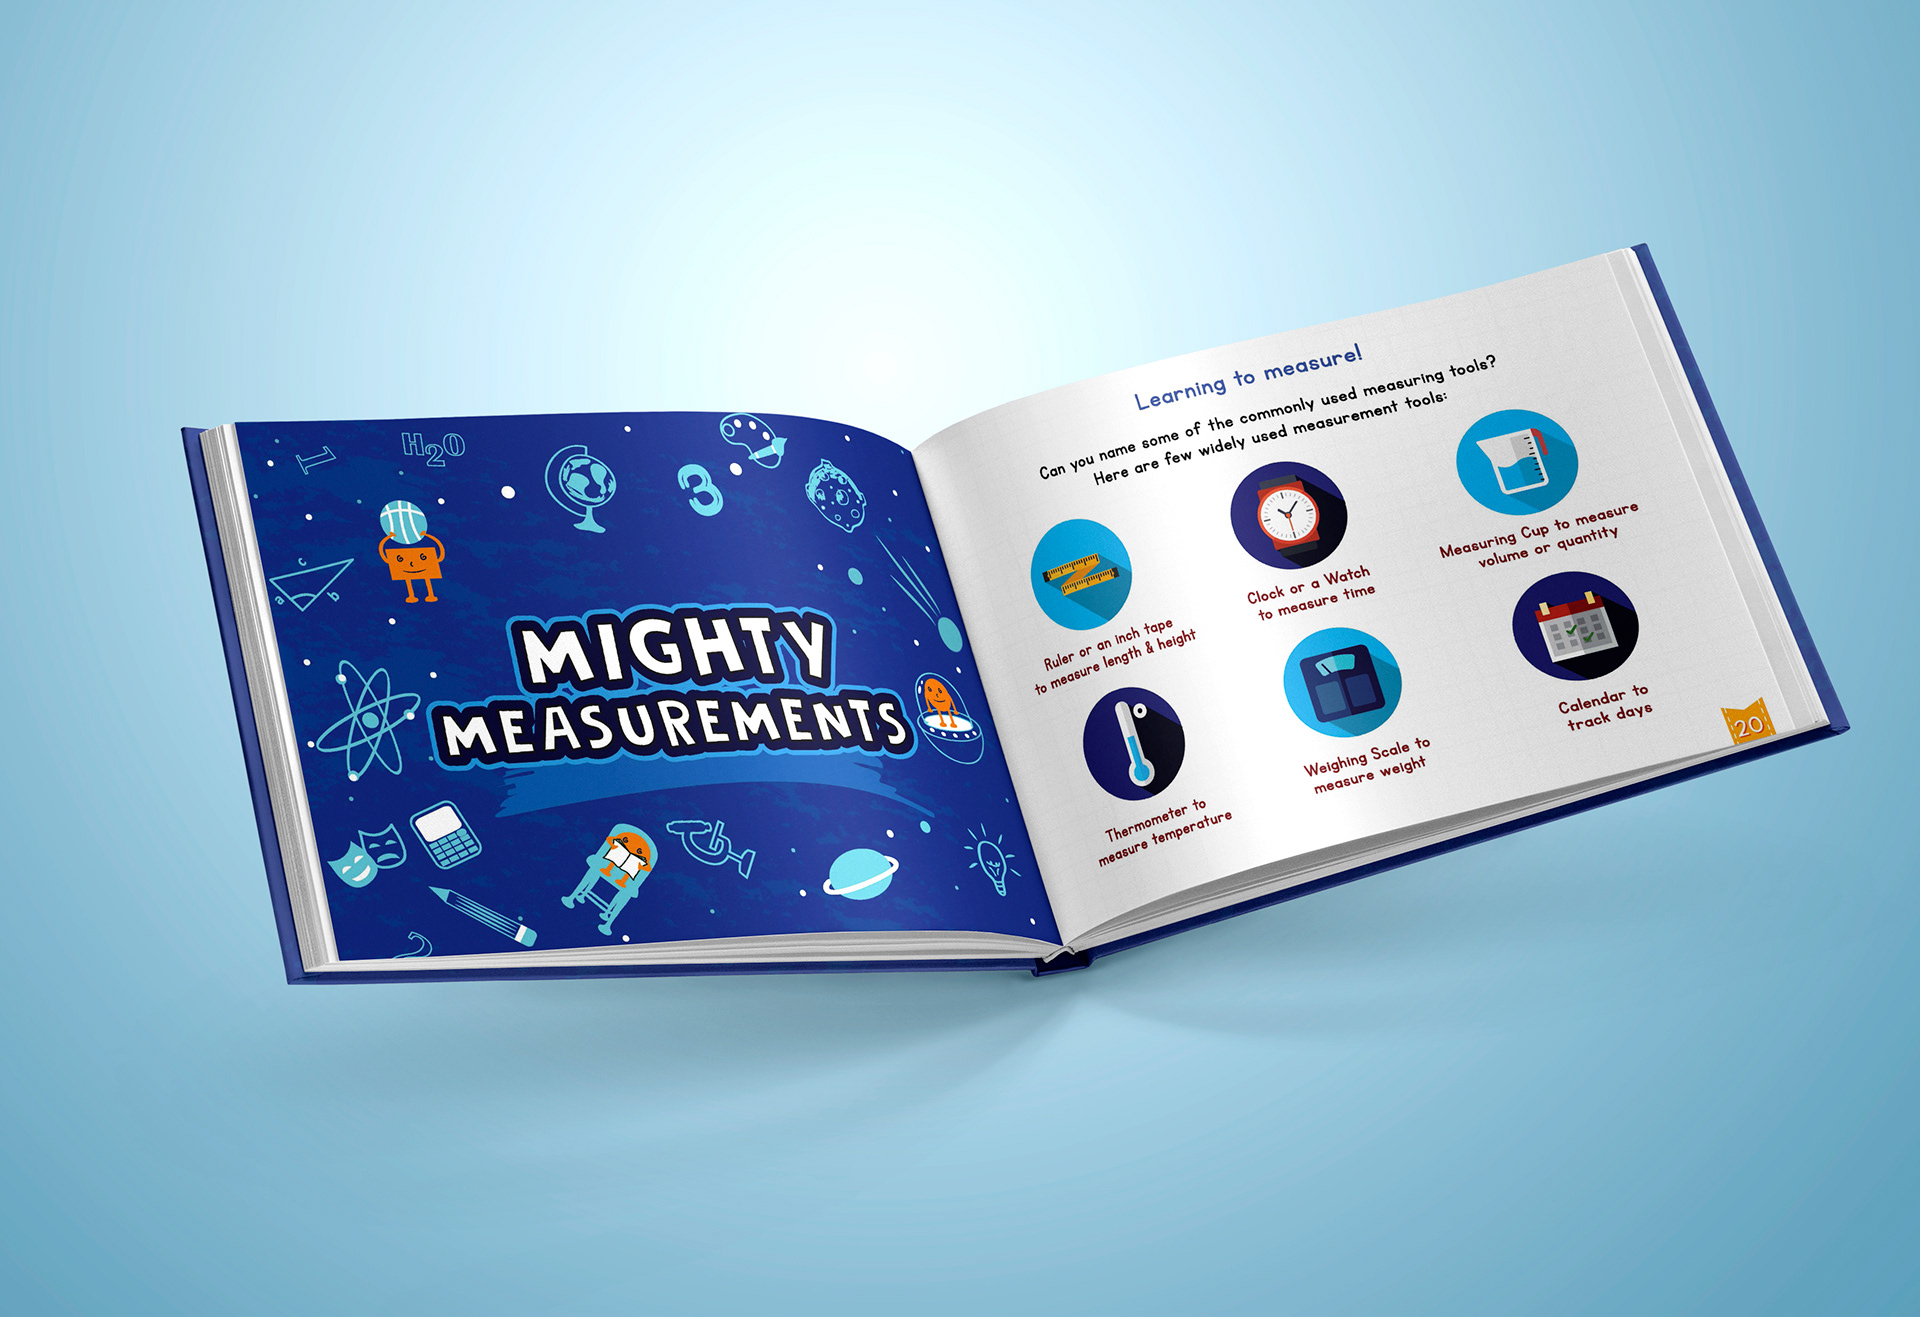 1
H2O
3
c
a
b
MIGHTY
MEASUREMENTS
2
Learning to measure!
Can you name some of the commonly used measuring tools?
Here are few widely used measurement tools:
Ruler or an inch tape
to measure length & height
Clock or a Watch
to measure time
Measuring Cup to measure
volume or quantity
Thermometer to
measure temperature
Weighing Scale to
measure weight
Calendar to
track days
20